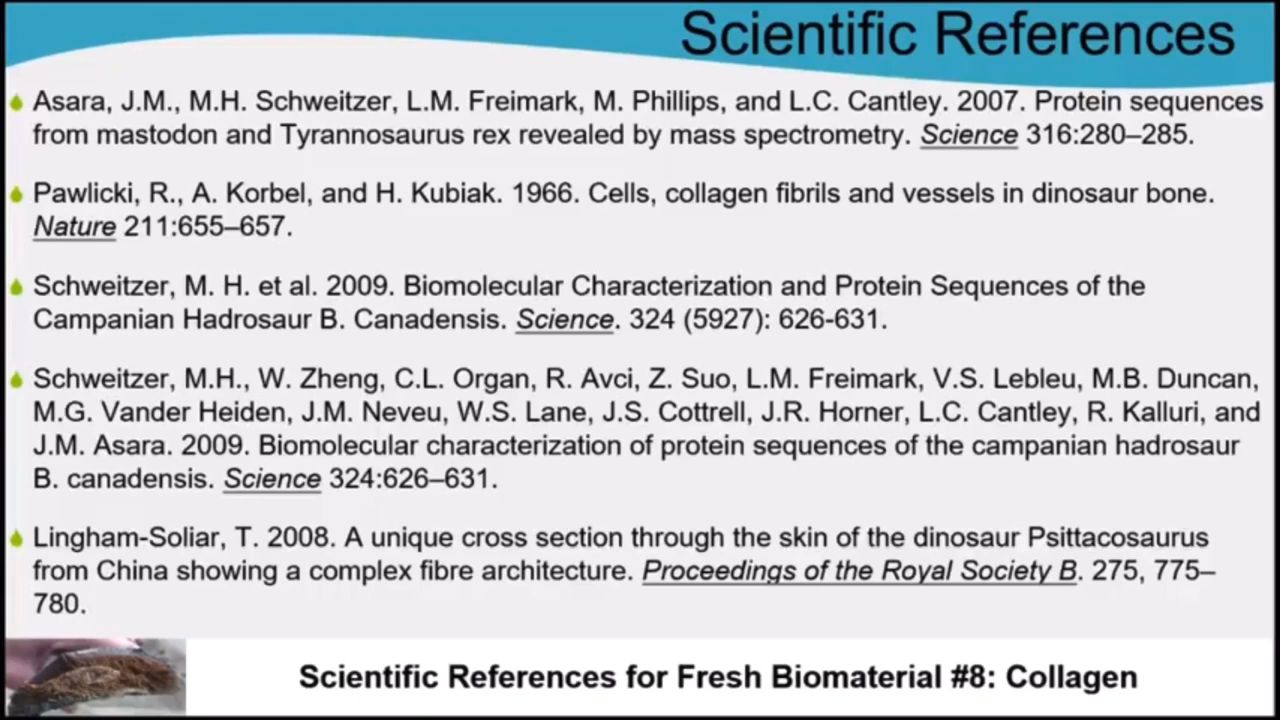 Scientific References
Asara, J.M., M.H. Schweitzer, L.M. Freimark, M. Phillips, and L.C. Cantley. 2007. Protein sequences
from mastodon and Tyrannosaurus rex revealed by mass spectrometry. Science 316:280–285.
Pawlicki, R., A. Korbel, and H. Kubiak. 1966. Cells, collagen fibrils and vessels in dinosaur bone.
Nature 211:655–657.
Schweitzer, M. H. et al. 2009. Biomolecular Characterization and Protein Sequences of the
Campanian Hadrosaur B. Canadensis. Science. 324 (5927): 626-631.
Schweitzer, M.H., W. Zheng, C.L. Organ, R. Avci, Z. Suo, L.M. Freimark, V.S. Lebleu, M.B. Duncan,
M.G. Vander Heiden, J.M. Neveu, W.S. Lane, J.S. Cottrell, J.R. Horner, L.C. Cantley, R. Kalluri, and
J.M. Asara. 2009. Biomolecular characterization of protein sequences of the campanian hadrosaur
B. canadensis. Science 324:626–631.
Lingham-Soliar, T. 2008. A unique cross section through the skin of the dinosaur Psittacosaurus
from China showing a complex fibre architecture. Proceedings of the Royal Society B. 275, 775–
780.
Scientific References for Fresh Biomaterial #8: Collagen